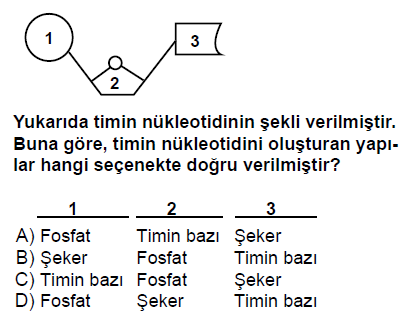 1
2
3
Yukarıda timin nükleotidinin şekli verilmiştir.
Buna göre, timin nükleotidini oluşturan yapı-
lar hangi seçenekte doğru verilmiştir?
1 2 3
A) Fosfat Timin bazı Şeker
B) Şeker Fosfat Timin bazı
C) Timin bazı Fosfat Şeker
D) Fosfat Şeker Timin bazı